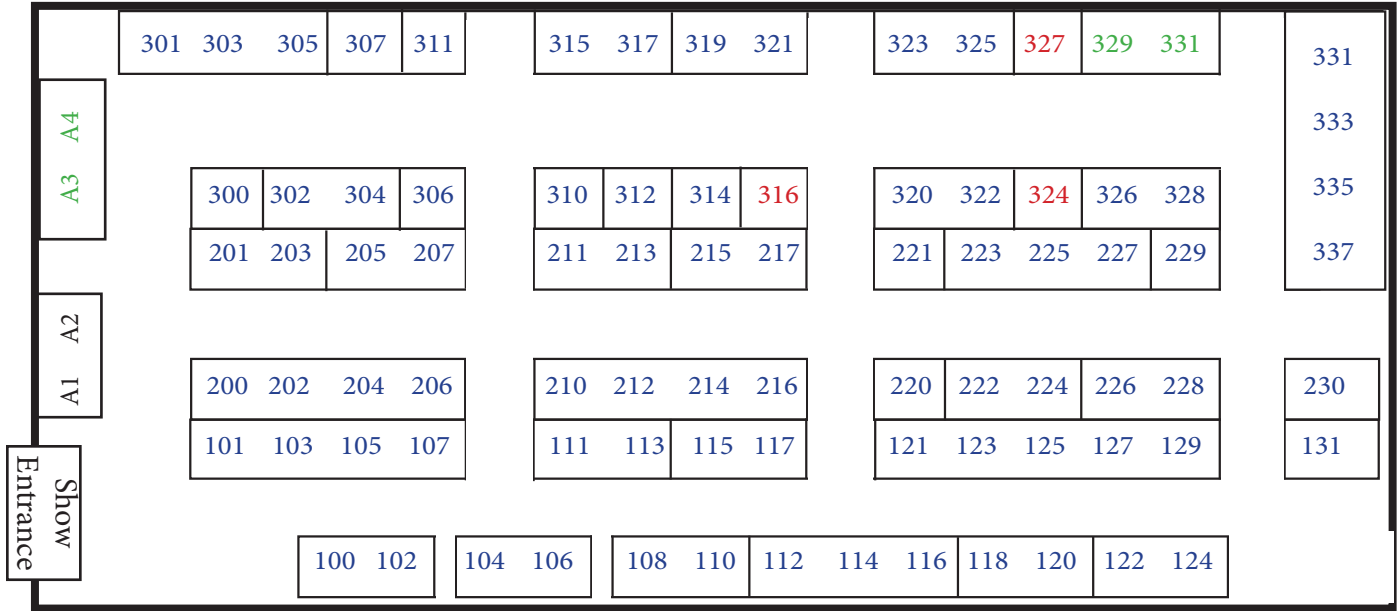 301 303 305 307 311 315 317 319 321 323 325 327 329 331
331
333
335
337
A4
A3
300 302 304 306 310 312 314 316 320 322 324 326 328
201 203 205 207 211 213 215 217 221 223 225 227 229
A2
A1
200 202 204 206 210 212 214 216 220 222 224 226 228 230
101 103 105 107 111 113 115 117 121 123 125 127 129 131
Show
Entrance
100 102 104 106 108 110 112 114 116 118 120 122 124